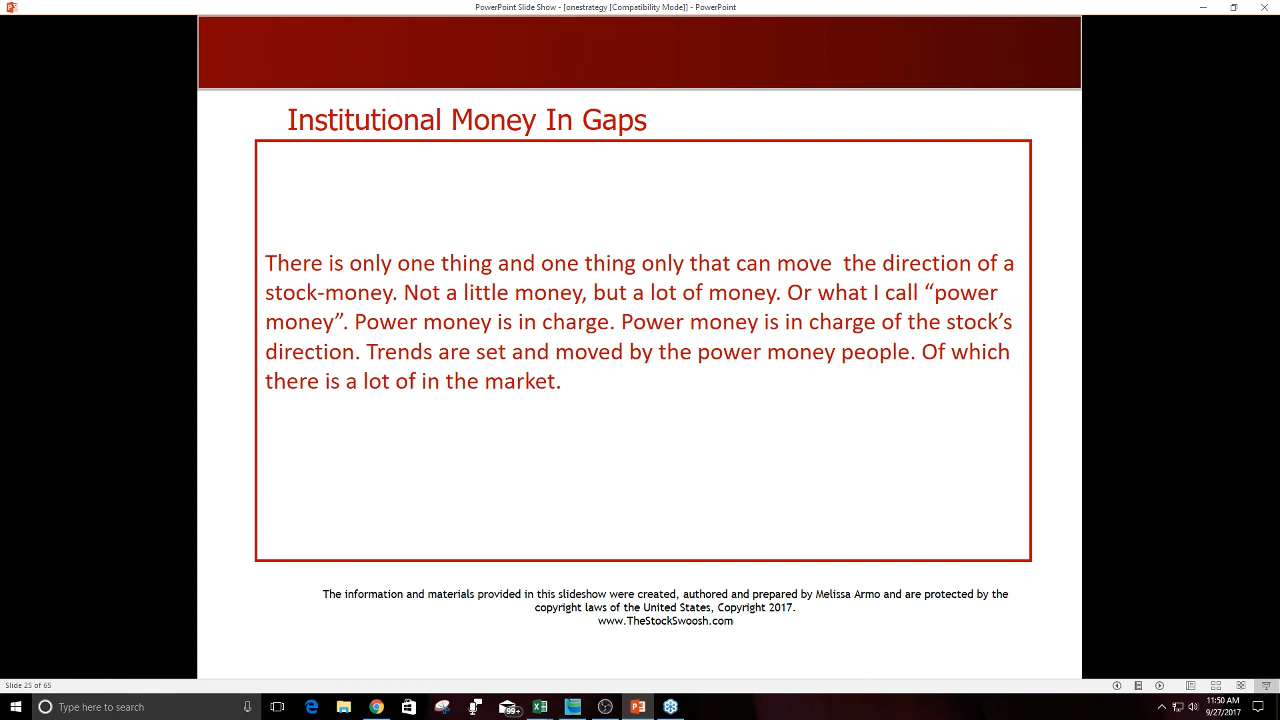 PowerPoint Slide Show - [onestrategy [Compatibility Mode]] - PowerPoint
Institutional Money In Gaps
There is only one thing and one thing only that can move  the direction of a
stock-money. Not a little money, but a lot of money. Or what I call “power
money”. Power money is in charge. Power money is in charge of the stock’s
direction. Trends are set and moved by the power money people. Of which
there is a lot of in the market.
The information and materials provided in this slideshow were created, authored and prepared by Melissa Armo and are protected by the
copyright laws of the United States, Copyright 2017.
www.TheStockSwoosh.com
Slide 25 of 65
Type here to search
99+
11:50 AM
9/27/2017